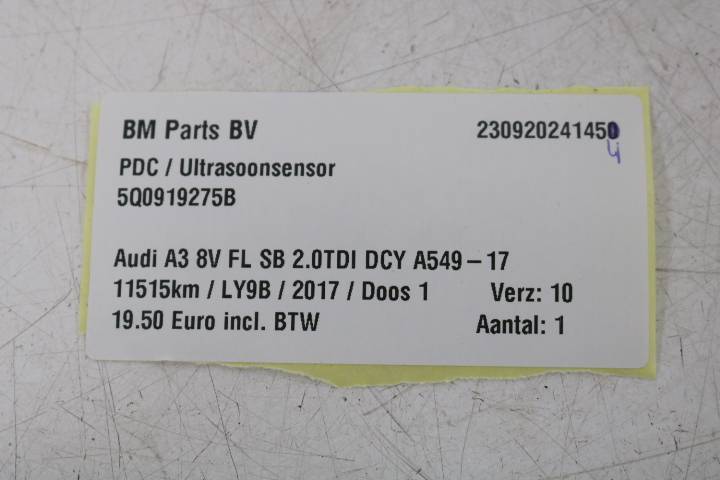 BM Parts BV 230920241450
4
PDC / Ultrasoonsensor
5Q0919275B
Audi A3 8V FL SB 2.0TDI DCY A549-17
11515km / LY9B / 2017 / Doos 1 Verz: 10
19.50 Euro incl. BTW Aantal: 1